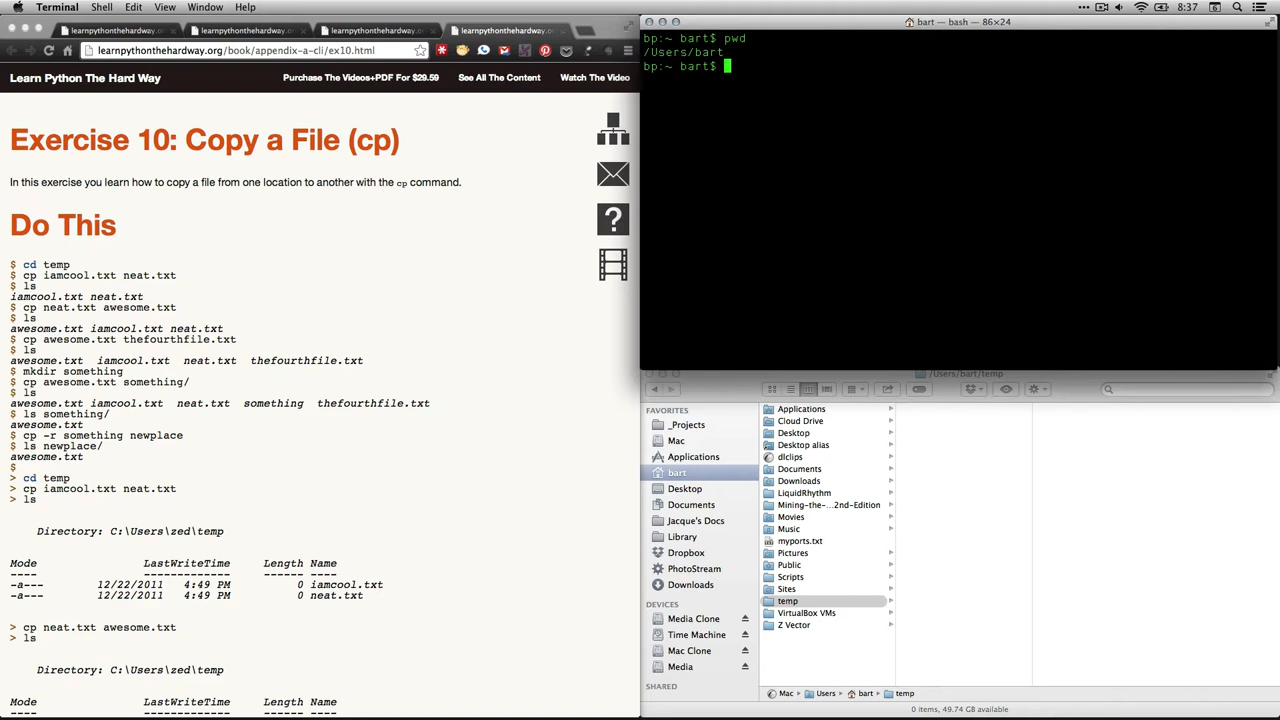 Terminal Shell Edit View Window Help
8:37
learnpythonthehardway.org/
learnpythonthehardway.org/
learnpythonthehardway.org/
learnpythonthehardway.org/
learnpythonthehardway.org/book/appendix-a-cli/ex10.html
Learn Python The Hard Way
Purchase The Videos+PDF For $29.59
See All The Content
Watch The Video
Exercise 10: Copy a File (cp)
In this exercise you learn how to copy a file from one location to another with the cp command.
Do This
$ cd temp
$ cp iamcool.txt neat.txt
$ ls
iamcool.txt neat.txt
$ cp neat.txt awesome.txt
$ ls
awesome.txt iamcool.txt neat.txt
$ cp awesome.txt thefourthfile.txt
$ ls
awesome.txt iamcool.txt neat.txt thefourthfile.txt
$ mkdir something
$ cp awesome.txt something/
$ ls
awesome.txt iamcool.txt neat.txt something thefourthfile.txt
$ ls something/
awesome.txt
$ cp -r something newplace
$ ls newplace/
awesome.txt
$
> cd temp
> cp iamcool.txt neat.txt
> ls
Directory: C:\Users\zed\temp
Mode LastWriteTime Length Name
---- ------------- ------ ----
-a--- 12/22/2011 4:49 PM 0 iamcool.txt
-a--- 12/22/2011 4:49 PM 0 neat.txt
> cp neat.txt awesome.txt
> ls
Directory: C:\Users\zed\temp
Mode LastWriteTime Length Name
bart — bash — 86×24
bp:~ bart$ pwd
/Users/bart
bp:~ bart$
/Users/bart/temp
FAVORITES
_Projects
Mac
Applications
bart
Desktop
Documents
Jacque's Docs
Library
Dropbox
PhotoStream
Downloads
DEVICES
Media Clone
Time Machine
Mac Clone
Media
SHARED
Applications
Cloud Drive
Desktop
Desktop alias
dlclips
Documents
Downloads
LiquidRhythm
Mining-the-...2nd-Edition
Movies
Music
myports.txt
Pictures
Public
Scripts
Sites
temp
VirtualBox VMs
Z Vector
Mac ▸ Users ▸ bart ▸ temp
0 items, 49.74 GB available